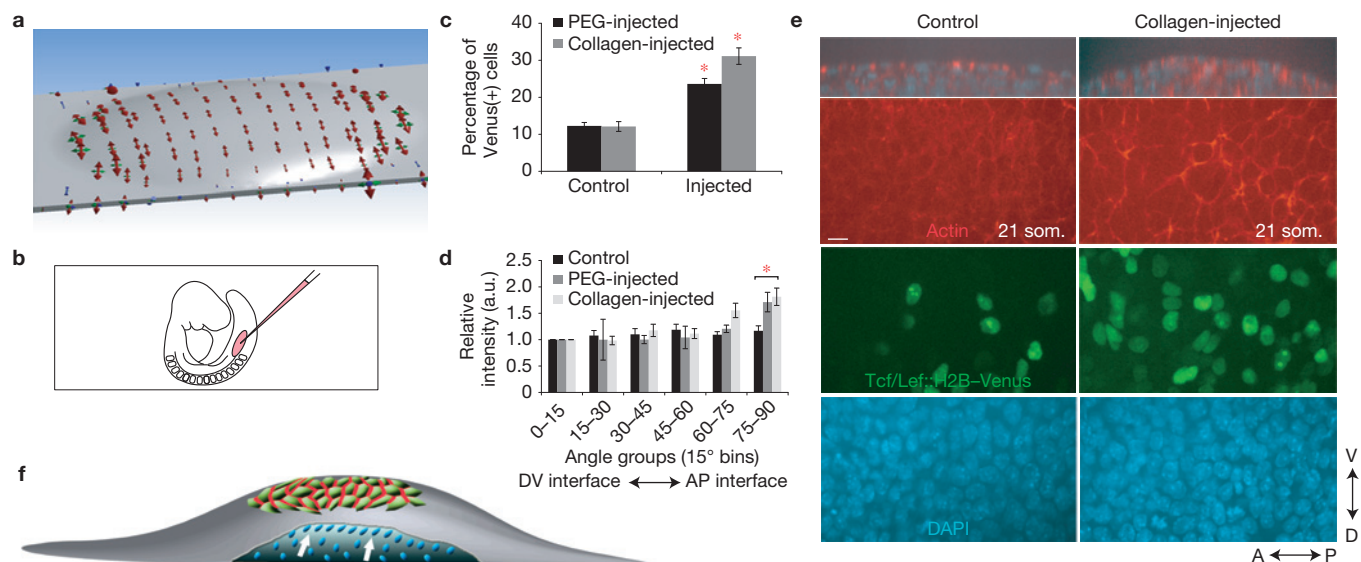 a
b
c
PEG-injected
Collagen-injected
Percentage of
Venus(+) cells
40
30
20
10
0
*
*
Control
Injected
d
Control
PEG-injected
Collagen-injected
Relative
intensity (a.u.)
2.5
2.0
1.5
1.0
0.5
0
*
0–15
15–30
30–45
45–60
60–75
75–90
Angle groups (15° bins)
DV interface
AP interface
e
Control
Collagen-injected
Actin
21 som.
21 som.
Tcf/Lef::H2B–Venus
DAPI
V
D
A
P
f